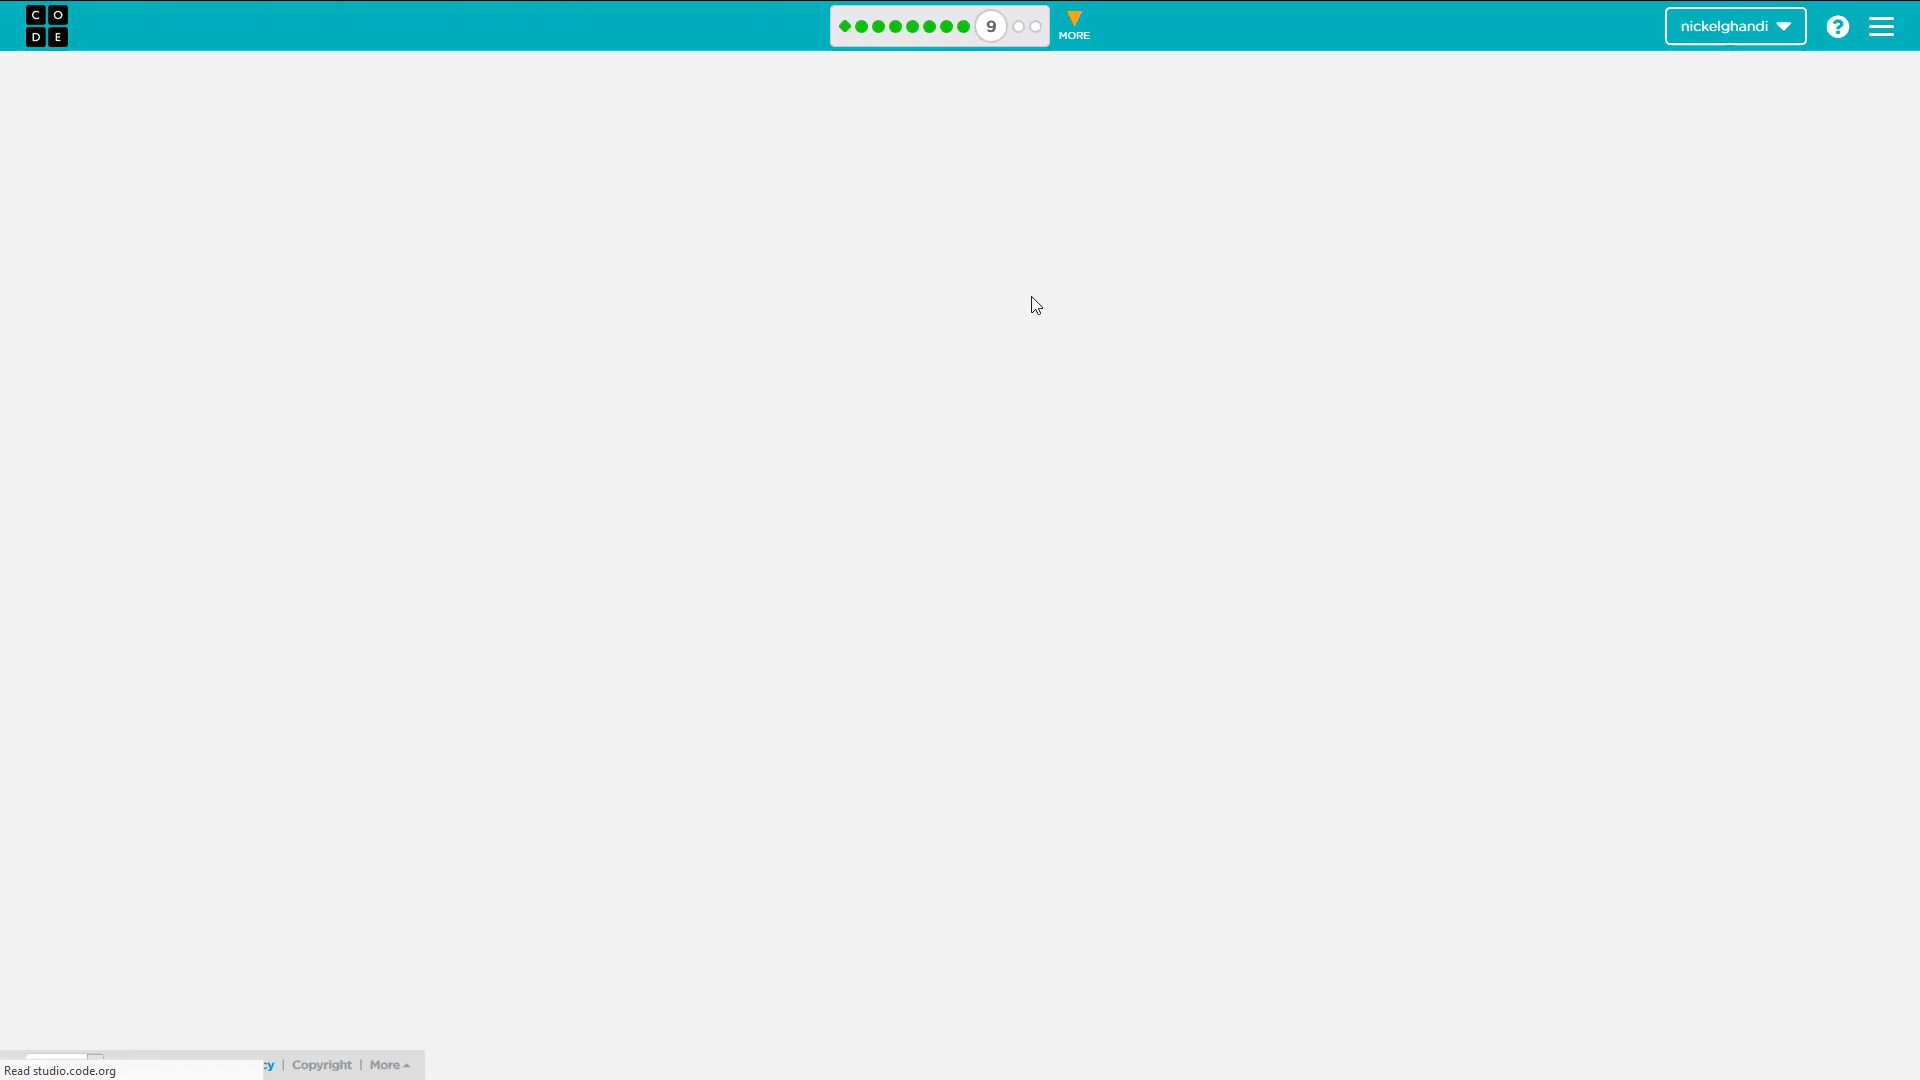 C O
D E
9
MORE
nickelghandi
?
cy | Copyright | More
Read studio.code.org